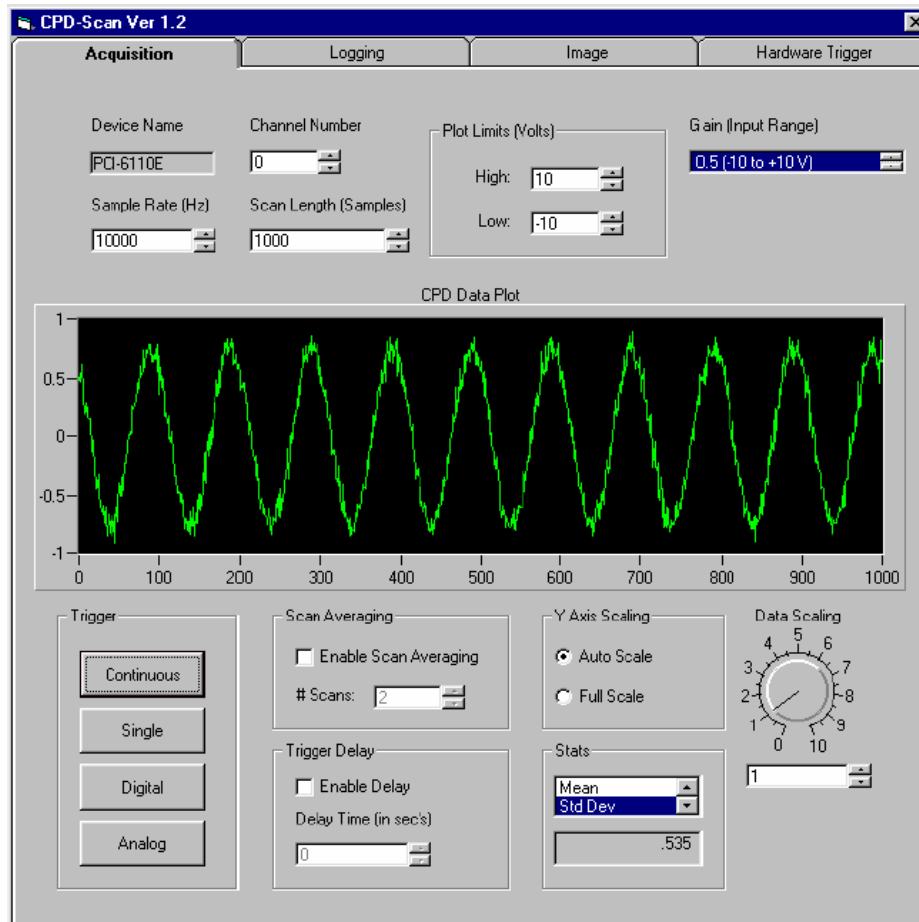 CPD-Scan Ver 1.2
Acquisition
Logging
Image
Hardware Trigger
Device Name
PCI-6110E
Channel Number
0
Sample Rate (Hz)
10000
Scan Length (Samples)
1000
Plot Limits (Volts)
High: 10
Low: -10
Gain (Input Range)
0.5 (-10 to +10 V)
CPD Data Plot
1
0.5
0
-0.5
-1
0 100 200 300 400 500 600 700 800 900 1000
Trigger
Continuous
Single
Digital
Analog
Scan Averaging
Enable Scan Averaging
# Scans: 2
Trigger Delay
Enable Delay
Delay Time (in sec's)
0
Y Axis Scaling
Auto Scale
Full Scale
Stats
Mean
Std Dev
.535
Data Scaling
0 1 2 3 4 5 6 7 8 9 10
1